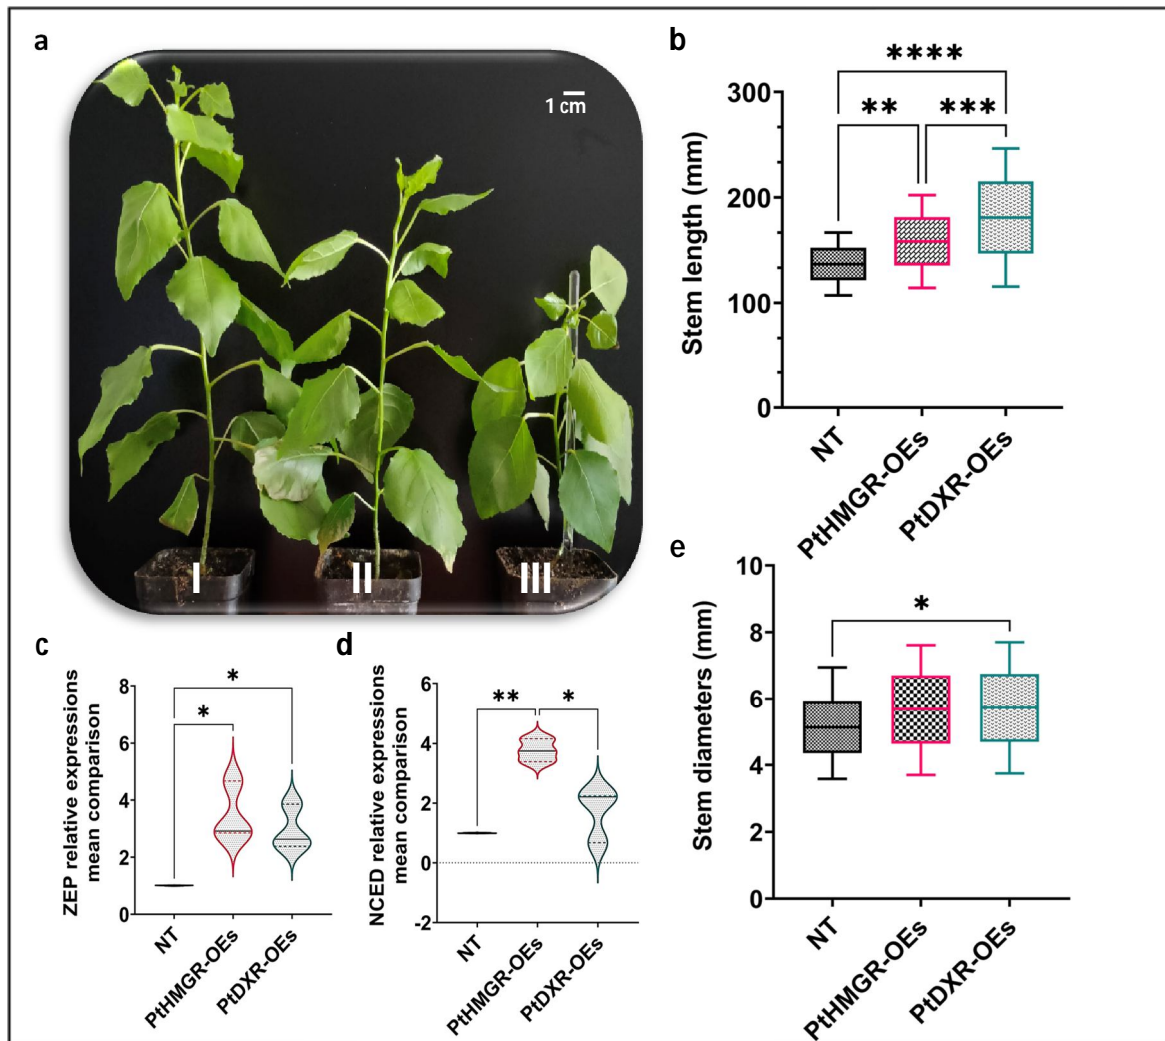 a
1 cm
I
II
III
b
****
**
***
Stem length (mm)
300
200
100
0
NT
PtHMGR-OEs
PtDXR-OEs
c
*
*
ZEP relative expressions
mean comparison
8
6
4
2
0
NT
PtHMGR-OEs
PtDXR-OEs
d
**
*
NCED relative expressions
mean comparison
6
4
2
0
-2
NT
PtHMGR-OEs
PtDXR-OEs
e
*
Stem diameters (mm)
10
8
6
4
2
0
NT
PtHMGR-OEs
PtDXR-OEs